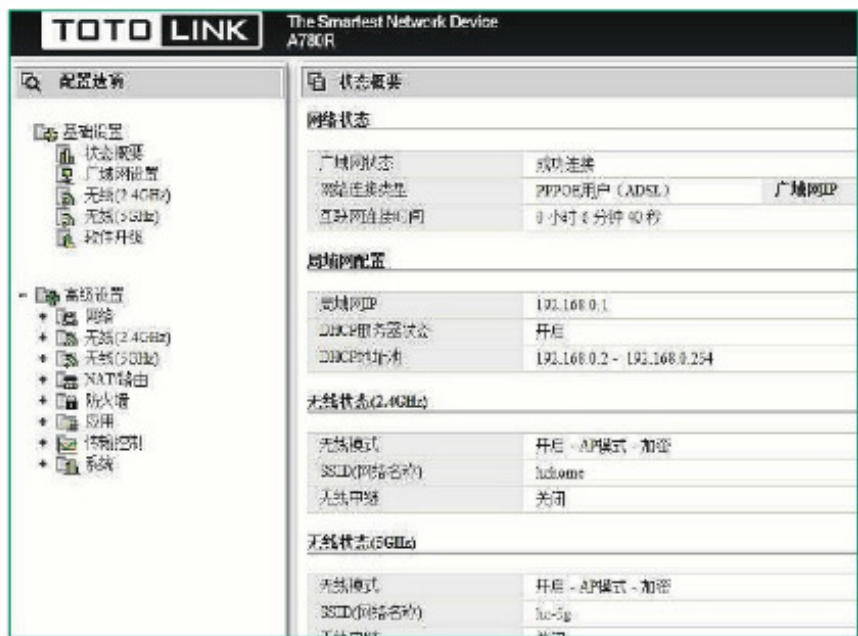 TOTO LINK
The Smartest Network Device
A780R
配置选项
基础设置
状态概要
广域网设置
无线(2.4GHz)
无线(5GHz)
软件升级
高级设置
网络
无线(2.4GHz)
无线(5GHz)
NAT/路由
防火墙
应用
传输控制
系统
状态概要
网络状态
广域网状态 成功连接
网络连接类型 PPPOE用户（ADSL） 广域网IP
互联网连接时间 小时 分钟 40 秒
局域网配置
局域网IP 192.168.0.1
DHCP服务器状态 开启
DHCP地址池 192.168.0.2 - 192.168.0.254
无线状态(2.4GHz)
无线模式 开启 - AP模式 - 加密
SSID(网络名称)
无线中继 关闭
无线状态(5GHz)
无线模式 开启 - AP模式 - 加密
SSID(网络名称) hc-5g
无线中继 关闭